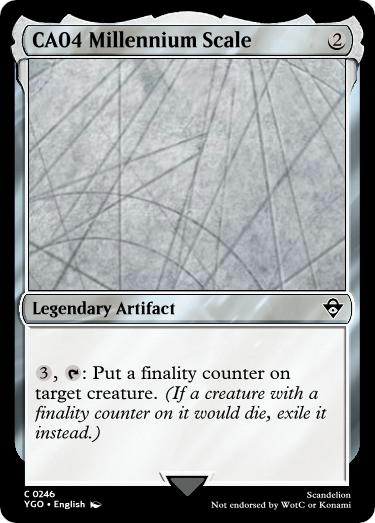 CA04 Millennium Scale 2
Legendary Artifact
3, : Put a finality counter on
target creature. (If a creature with a
finality counter on it would die, exile it
instead.)
C 0246
YGO • English
Scandelion
Not endorsed by WotC or Konami